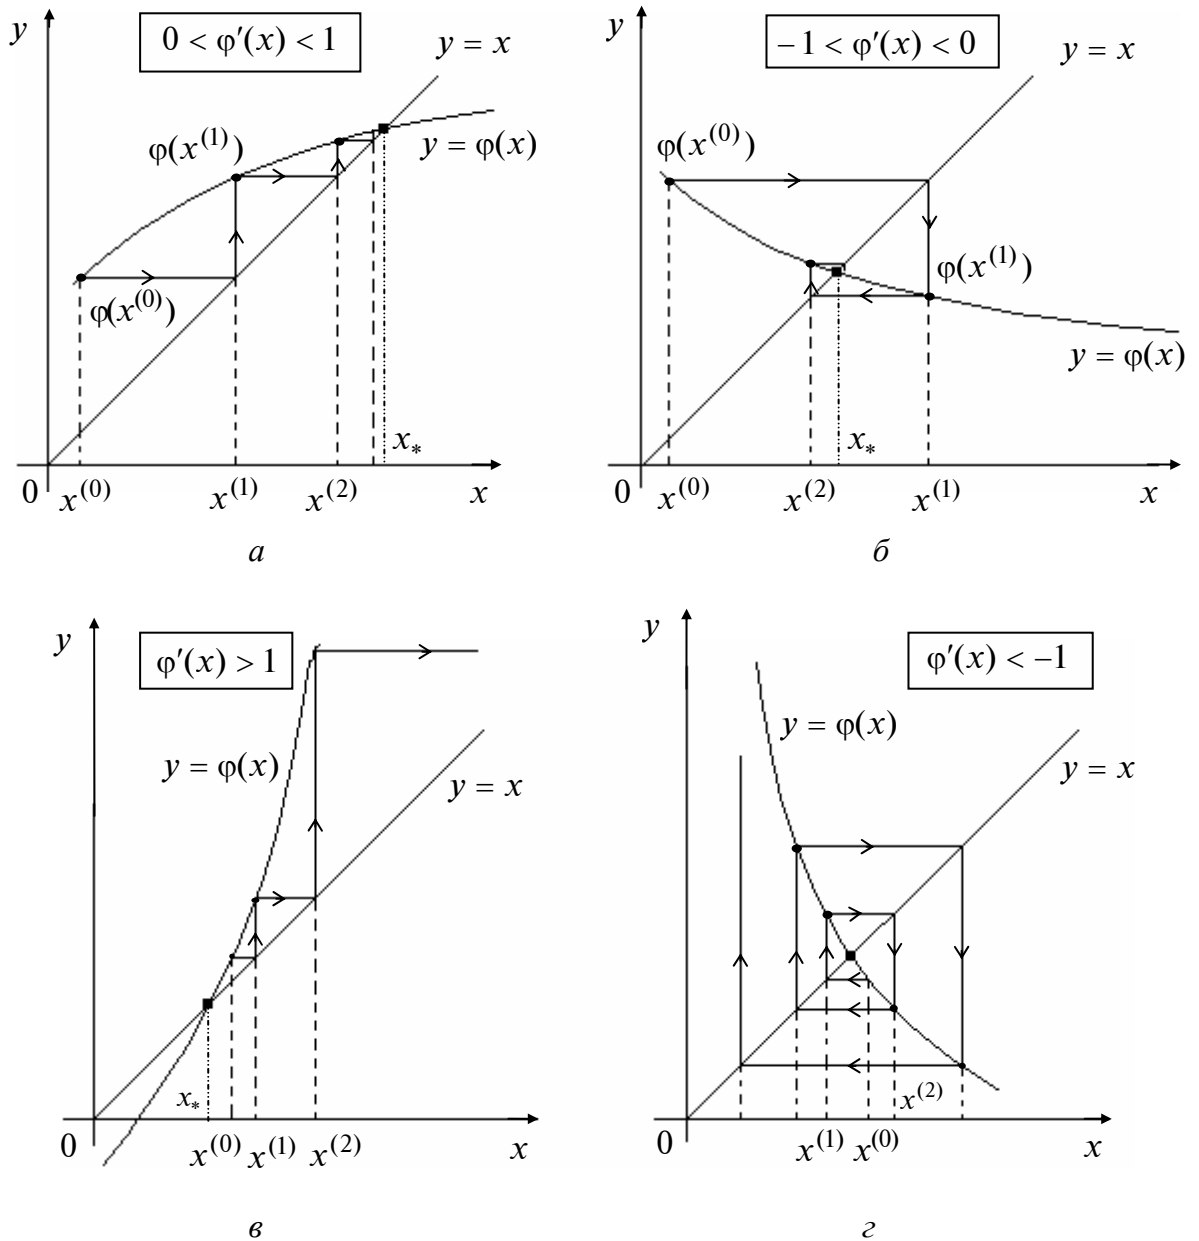 y
0 < φ′(x) < 1
y = x
φ(x⁽¹⁾)
y = φ(x)
φ(x⁽⁰⁾)
x*
0 x⁽⁰⁾ x⁽¹⁾ x⁽²⁾ x
а
y
– 1 < φ′(x) < 0
y = x
φ(x⁽⁰⁾)
φ(x⁽¹⁾)
y = φ(x)
x*
0 x⁽⁰⁾ x⁽²⁾ x⁽¹⁾ x
б
y
φ′(x) > 1
y = φ(x)
y = x
x*
0 x⁽⁰⁾ x⁽¹⁾ x⁽²⁾ x
в
y
φ′(x) < –1
y = φ(x)
y = x
x⁽²⁾
0 x⁽¹⁾ x⁽⁰⁾ x
г